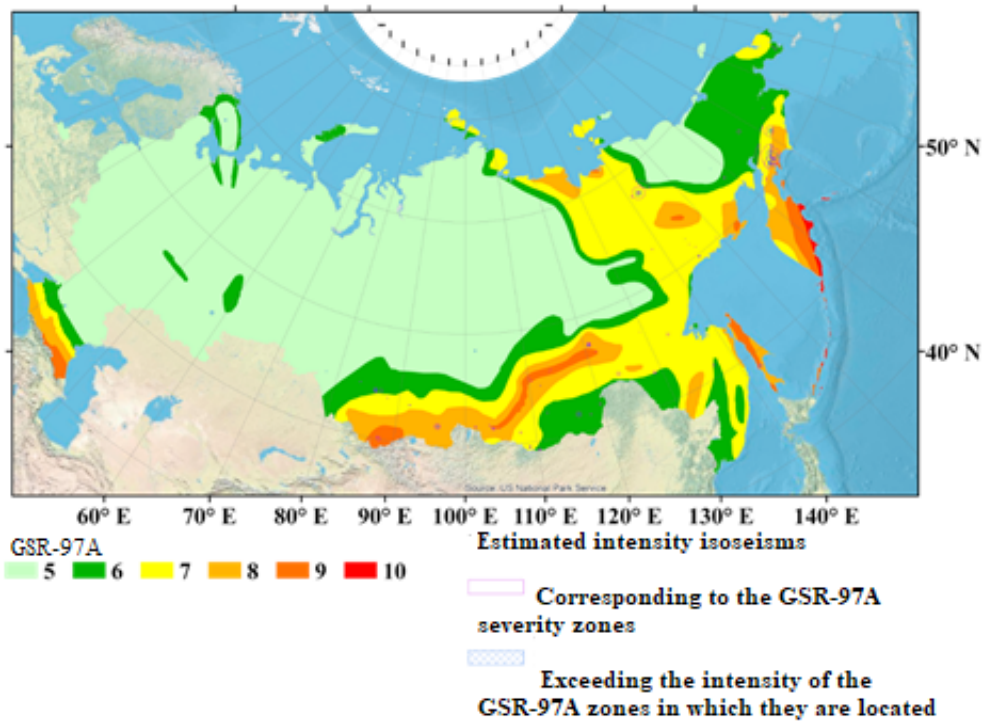 50° N
40° N
Source: US National Park Service
60° E 70° E 80° E 90° E 100° E 110° E 120° E 130° E 140° E
GSR-97A
5 6 7 8 9 10
Estimated intensity isoseisms
Corresponding to the GSR-97A
severity zones
Exceeding the intensity of the
GSR-97A zones in which they are located